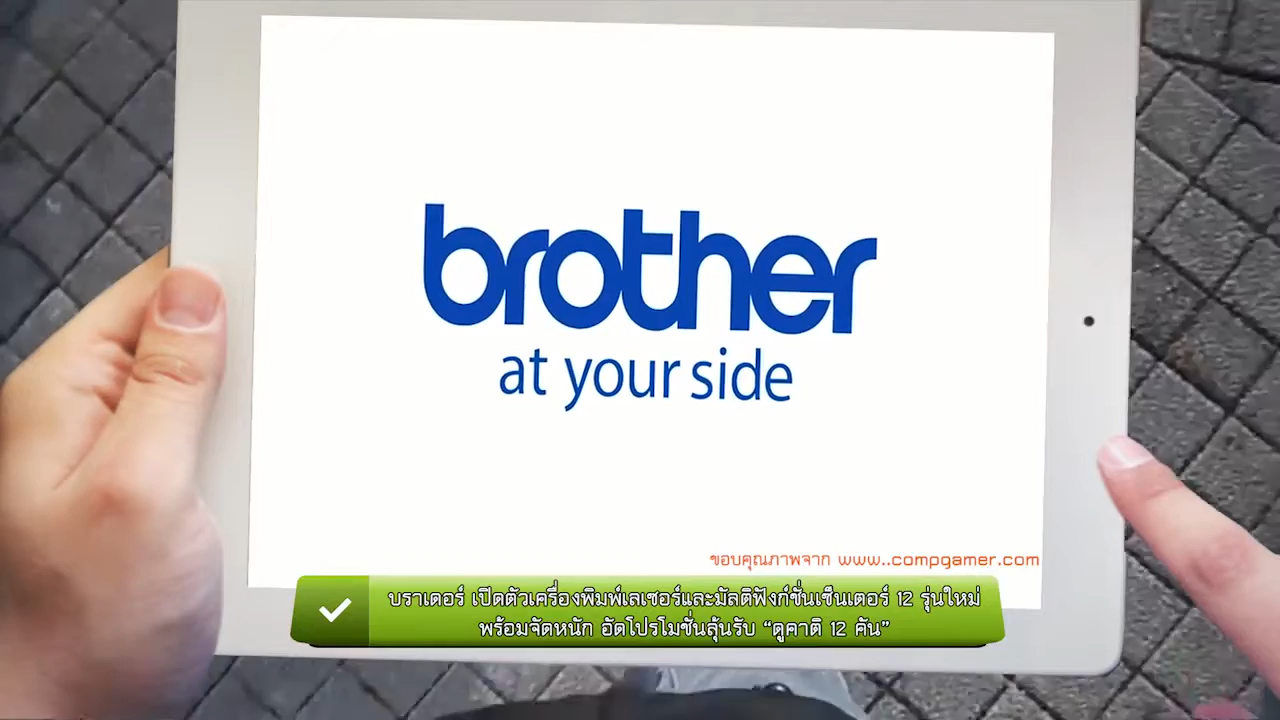 brother
at your side
ขอบคุณภาพจาก www..compgamer.com
บราเดอร์ เปิดตัวเครื่องพิมพ์เลเซอร์และมัลติฟังก์ชั่นเซ็นเตอร์ 12 รุ่นใหม่
พร้อมจัดหนัก อัดโปรโมชั่นลุ้นรับ “ดูคาติ 12 คัน”